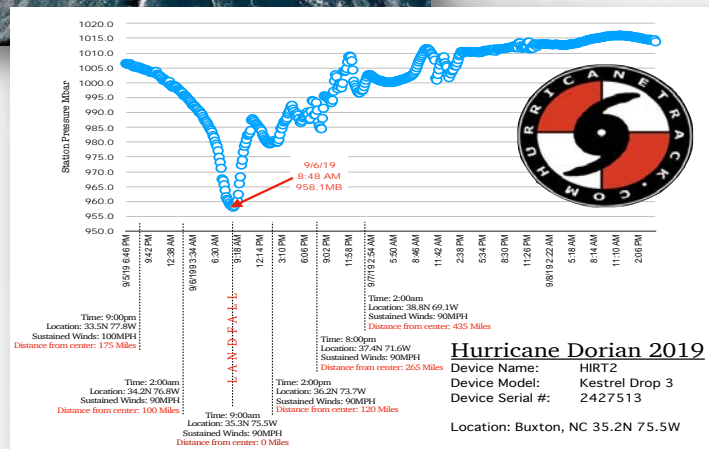 1020.0
1015.0
1010.0
1005.0
1000.0
995.0
990.0
985.0
980.0
975.0
970.0
965.0
960.0
955.0
950.0
Station Pressure Mbar
9/6/19
8:48 AM
958.1MB
HURRICANETRACK.COM
9/5/19 6:46 PM
9:42 PM
12:38 AM
9/6/199 3:34 AM
6:30 AM
9:18 AM
12:14 PM
3:10 PM
6:06 PM
9:02 PM
11:58 PM
9/7/19 2:54 AM
5:50 AM
8:46 AM
11:42 AM
2:38 PM
5:34 PM
8:30 PM
11:26 PM
9/8/19 2:22 AM
5:18 AM
8:14 AM
11:10 AM
2:06 PM
LANDFALL
Time: 9:00pm
Location: 33.5N 77.8W
Sustained Winds: 100MPH
Distance from center: 175 Miles
Time: 2:00am
Location: 34.2N 76.8W
Sustained Winds: 90MPH
Distance from center: 100 Miles
Time: 9:00am
Location: 35.3N 75.5W
Sustained Winds: 90MPH
Distance from center: 0 Miles
Time: 2:00pm
Location: 36.2N 73.7W
Sustained Winds: 90MPH
Distance from center: 120 Miles
Time: 8:00pm
Location: 37.4N 71.6W
Sustained Winds: 90MPH
Distance from center: 265 Miles
Time: 2:00am
Location: 38.8N 69.1W
Sustained Winds: 90MPH
Distance from center: 435 Miles
Hurricane Dorian 2019
Device Name: HIRT2
Device Model: Kestrel Drop 3
Device Serial #: 2427513
Location: Buxton, NC 35.2N 75.5W